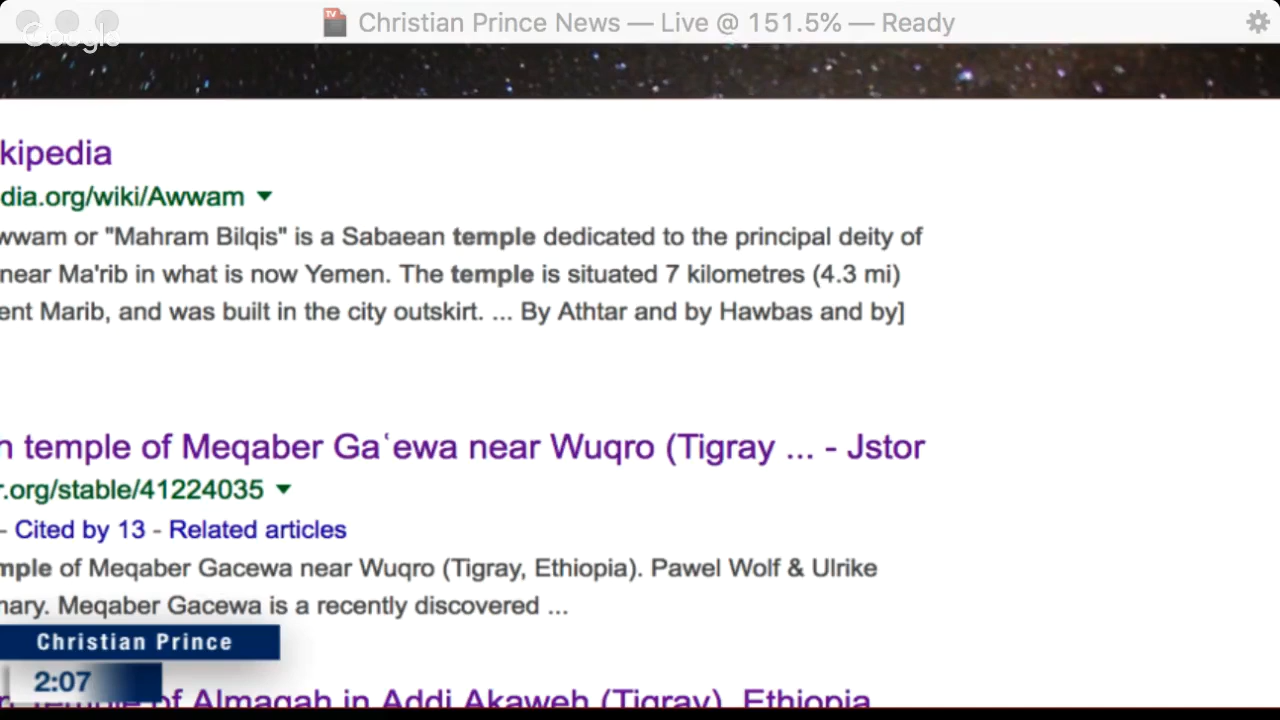 Christian Prince News — Live @ 151.5% — Ready
Google
kipedia
dia.org/wiki/Awwam
wwam or "Mahram Bilqis" is a Sabaean temple dedicated to the principal deity of
near Ma'rib in what is now Yemen. The temple is situated 7 kilometres (4.3 mi)
ent Marib, and was built in the city outskirt. ... By Athtar and by Hawbas and by]
n temple of Meqaber Gaʿewa near Wuqro (Tigray ... - Jstor
r.org/stable/41224035
- Cited by 13 - Related articles
mple of Meqaber Gacewa near Wuqro (Tigray, Ethiopia). Pawel Wolf & Ulrike
mary. Meqaber Gacewa is a recently discovered ...
Christian Prince
2:07
temple of Almaqah in Addi Akaweh (Tigray), Ethiopia